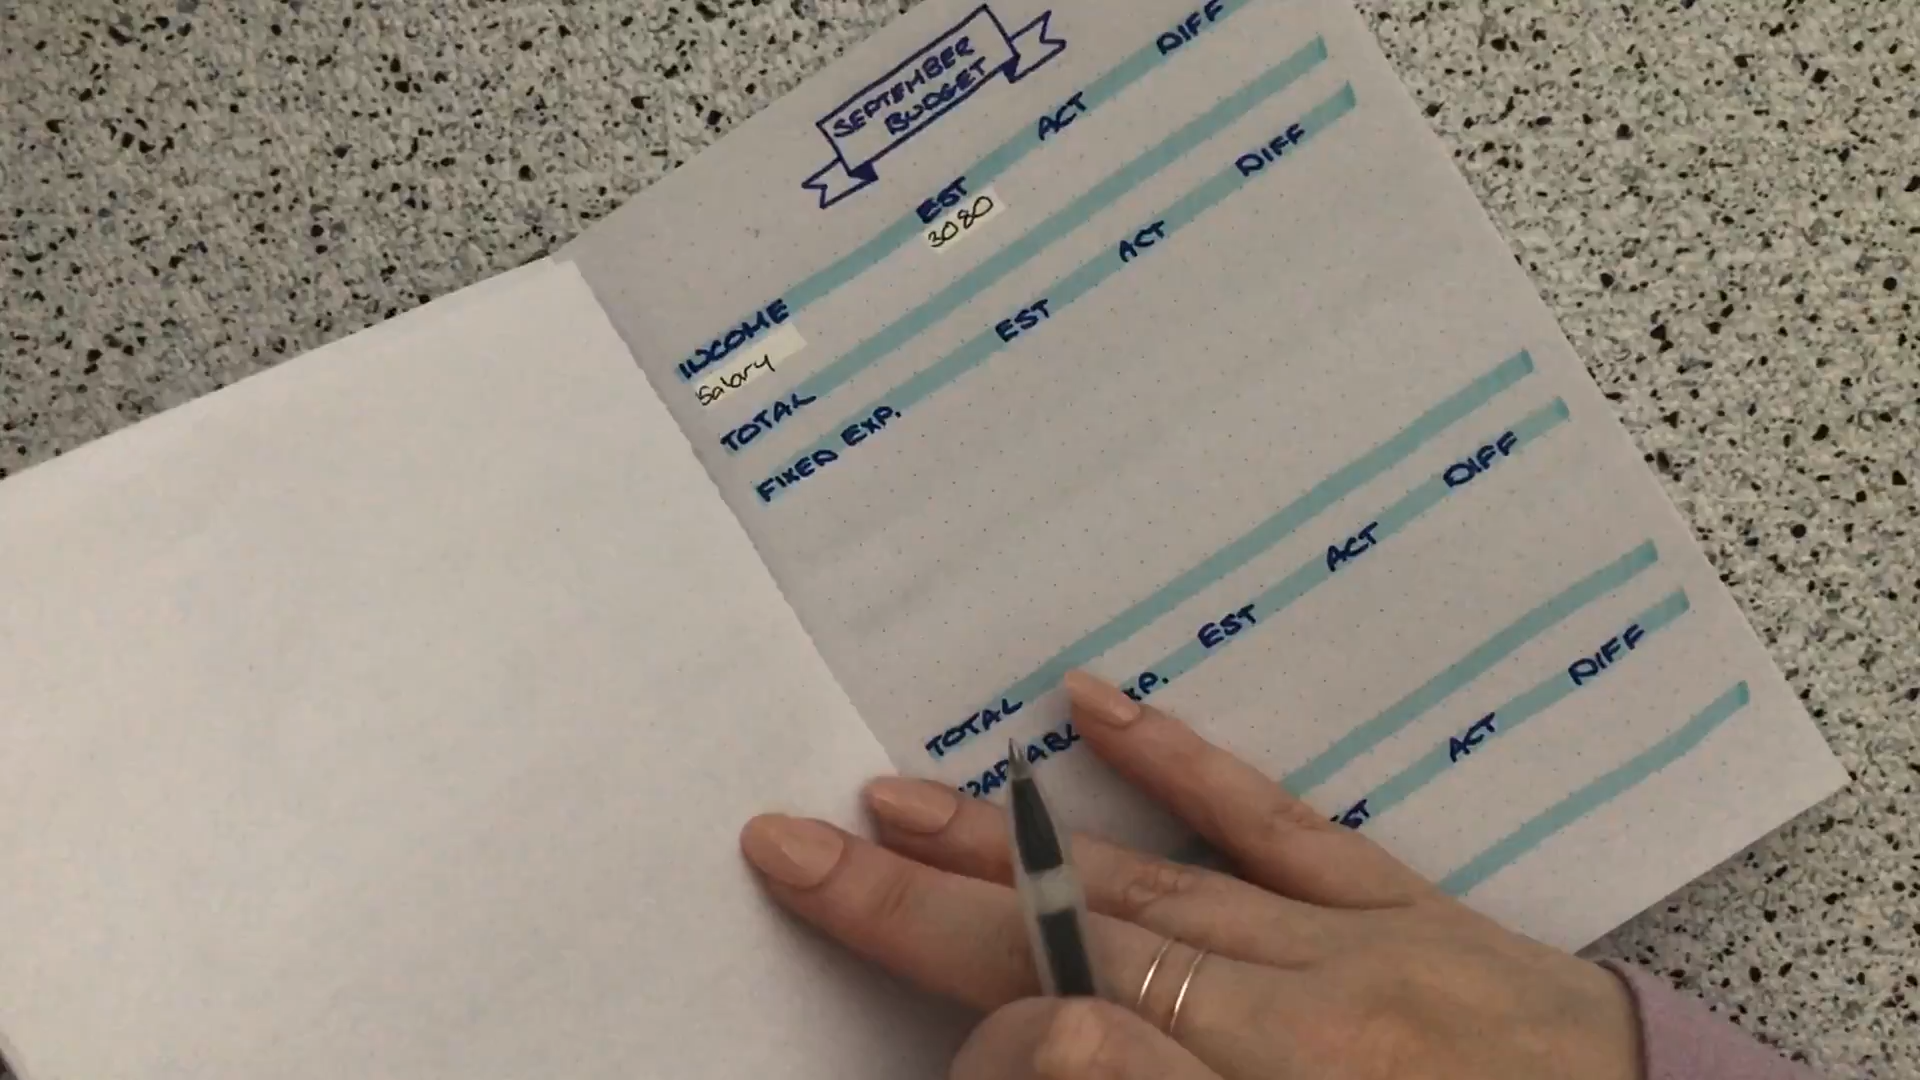 SEPTEMBER
BUDGET
INCOME EST ACT DIFF
Salary 3080
TOTAL
FIXED EXP. EST ACT DIFF
TOTAL
EST ACT DIFF
ACT DIFF